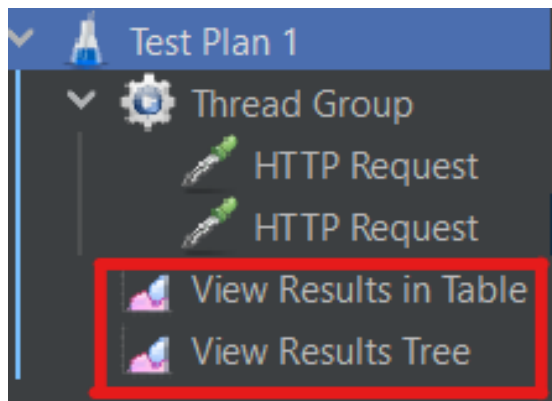 Test Plan 1
Thread Group
HTTP Request
HTTP Request
View Results in Table
View Results Tree